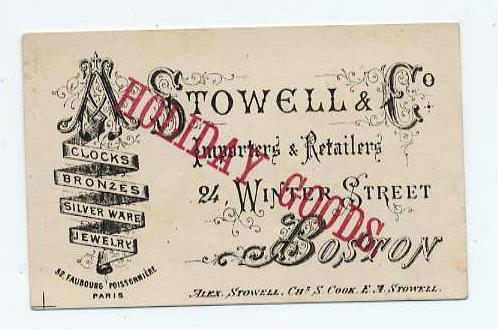 A. STOWELL & Co
HOLIDAY GOODS.
Importers & Retailers
24, WINTER STREET
BOSTON
CLOCKS
BRONZES
SILVER WARE
JEWELRY
52, FAUBOURG POISSONNIÈRE
PARIS
ALEX. STOWELL. CHS. S. COOK. E. A. STOWELL.